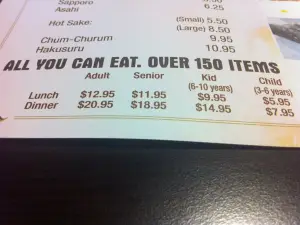 Sapporo
Asahi 6.25
Hot Sake: (Small) 5.50
(Large) 8.50
Chum-Churum 9.95
Hakusuru 10.95
ALL YOU CAN EAT. OVER 150 ITEMS
Adult Senior Kid Child
(6-10 years) (3-6 years)
Lunch $12.95 $11.95 $9.95 $5.95
Dinner $20.95 $18.95 $14.95 $7.95